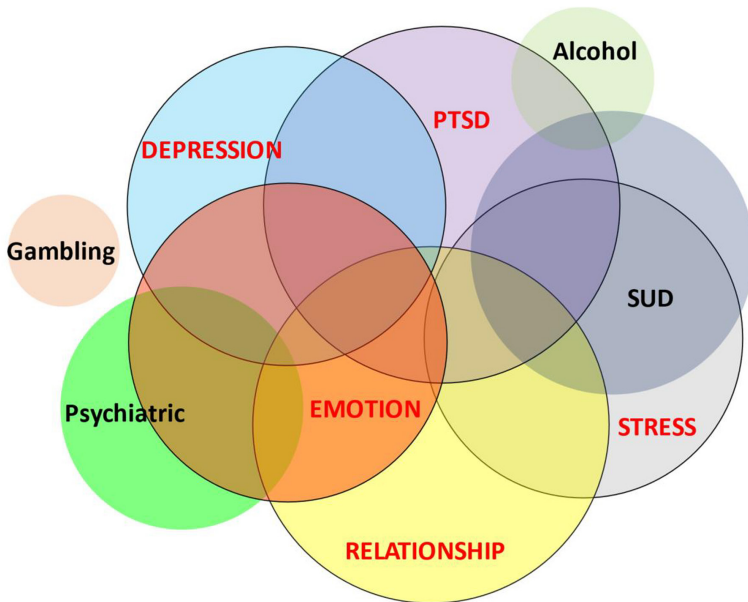 Alcohol
PTSD
DEPRESSION
Gambling
SUD
Psychiatric
EMOTION
STRESS
RELATIONSHIP